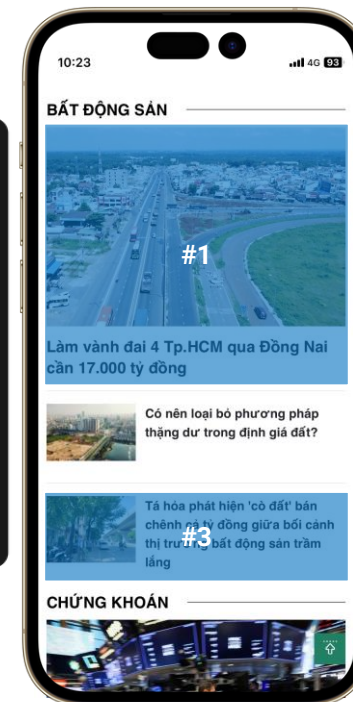 10:23
4G 93
BẤT ĐỘNG SẢN
#1
Làm vành đai 4 Tp.HCM qua Đồng Nai
cần 17.000 tỷ đồng
Có nên loại bỏ phương pháp
thặng dư trong định giá đất?
Tá hỏa phát hiện 'cò đất' bán
chênh cả tỷ đồng giữa bối cảnh
thị trường bất động sản trầm
lắng
#3
CHỨNG KHOÁN